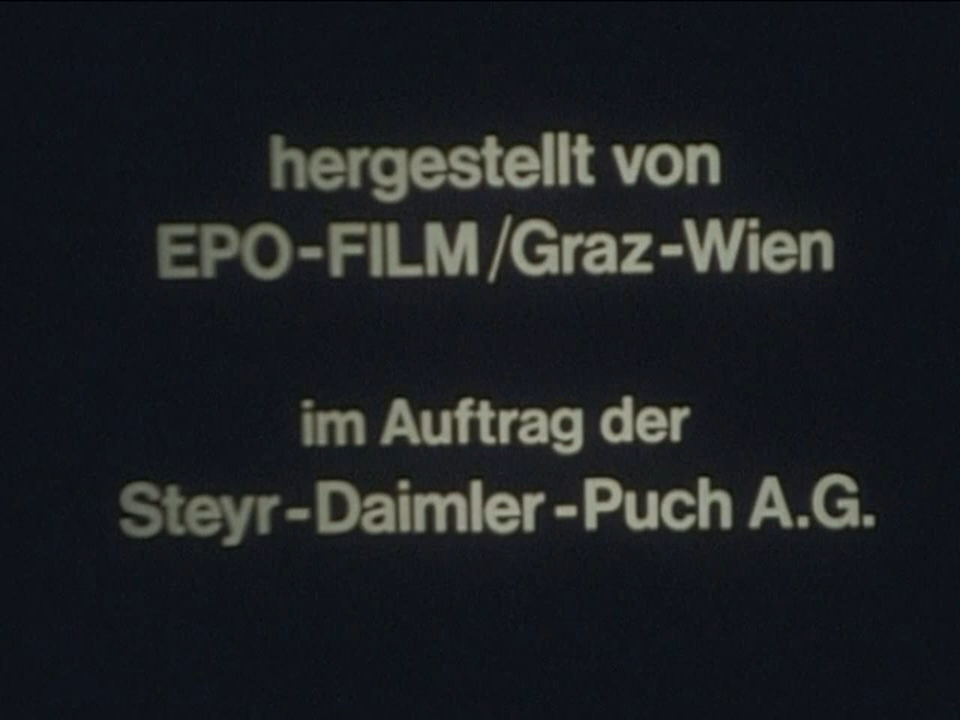 hergestellt von
EPO-FILM/Graz-Wien
im Auftrag der
Steyr-Daimler-Puch A.G.